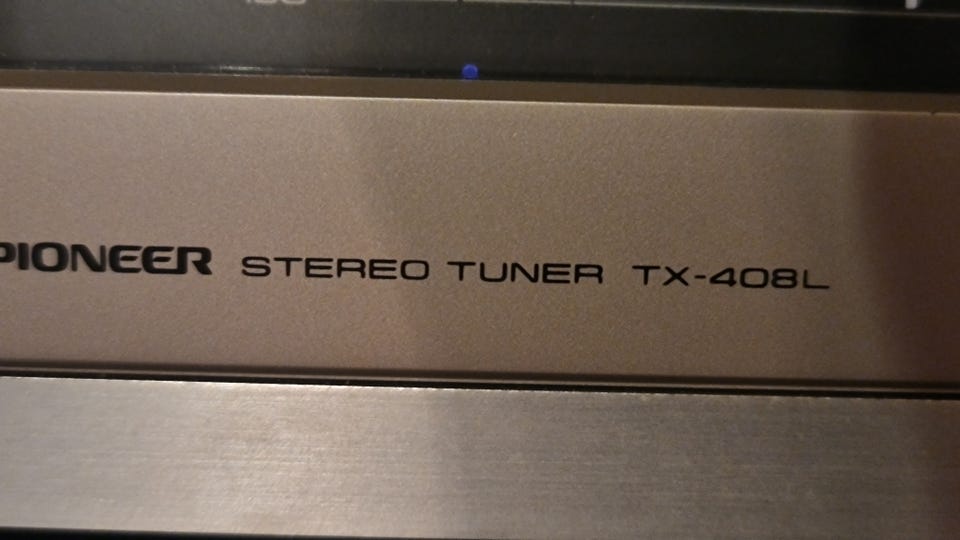 PIONEER STEREO TUNER TX-408L